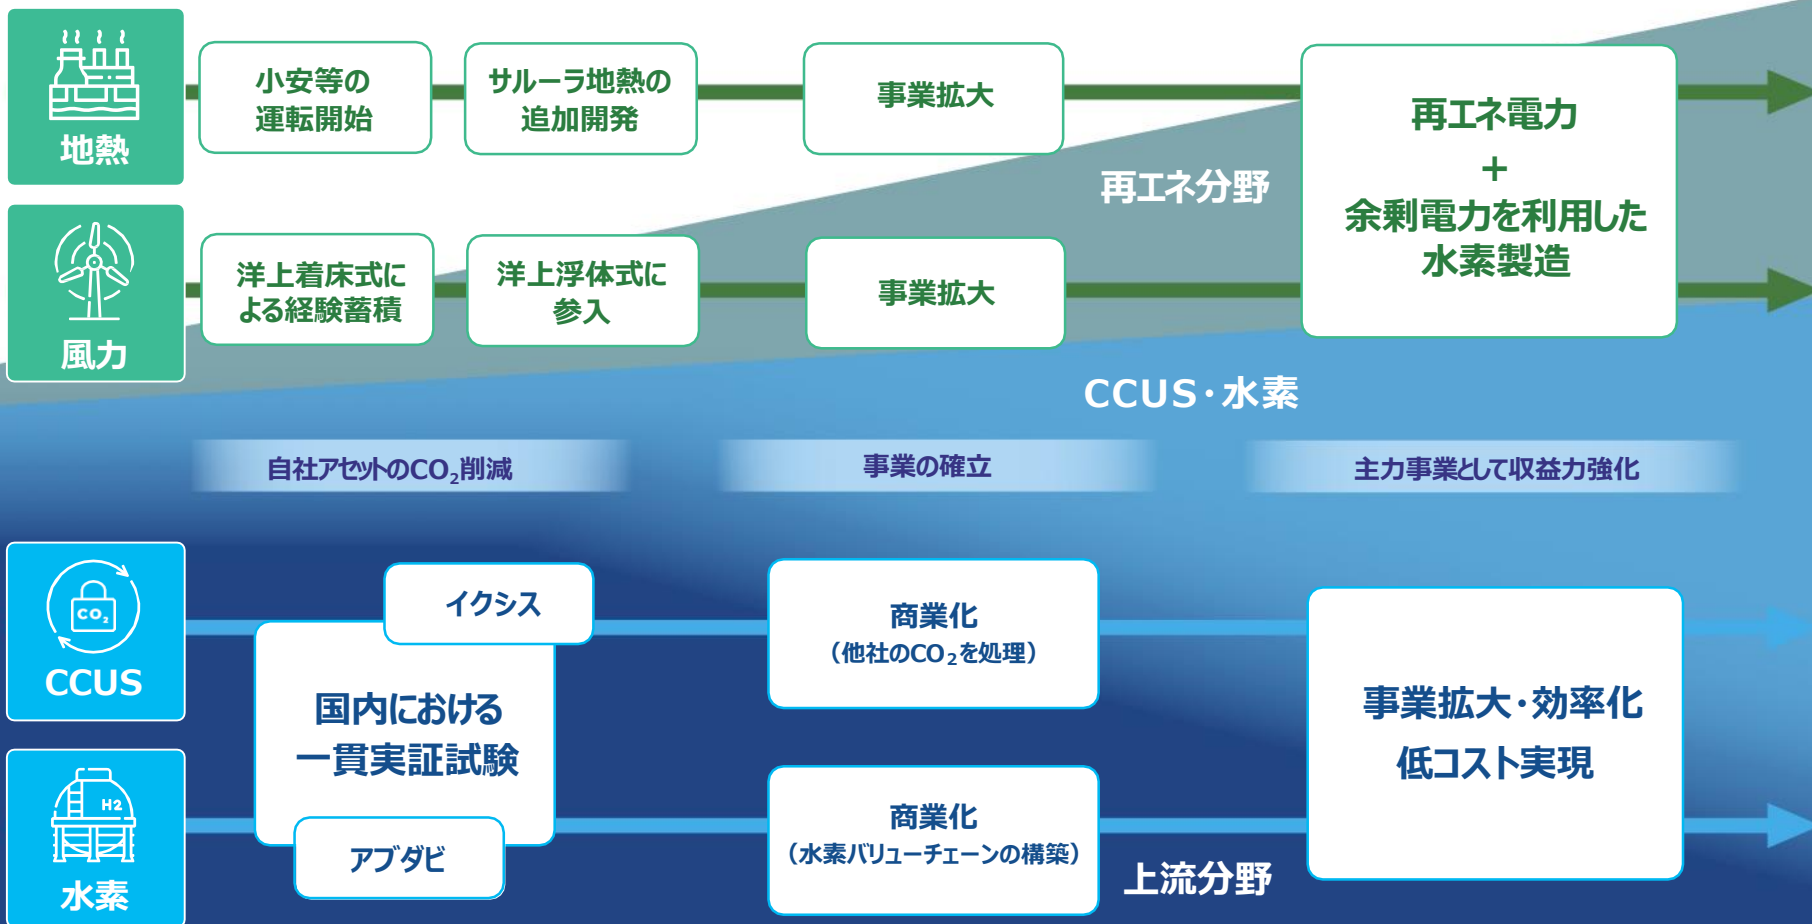 地熱
小安等の
運転開始
サルーラ地熱の
追加開発
事業拡大
再エネ電力
+
余剰電力を利用した
水素製造
再エネ分野
風力
洋上着床式に
よる経験蓄積
洋上浮体式に
参入
事業拡大
CCUS・水素
自社アセットのCO₂削減
事業の確立
主力事業として収益力強化
CO₂
CCUS
イクシス
国内における
一貫実証試験
アブダビ
商業化
（他社のCO₂を処理）
事業拡大・効率化
低コスト実現
H2
水素
商業化
（水素バリューチェーンの構築）
上流分野